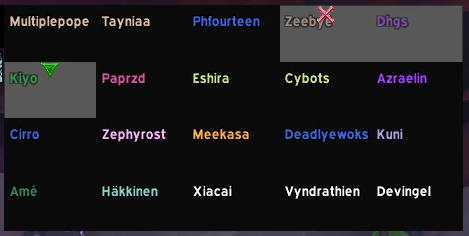 Multiplepope Tayniaa Phfourteen Zeebye Dhgs
Kiyo Paprzd Eshira Cybots Azraelin
Cirro Zephyrost Meekasa Deadlyewoks Kuni
Amé Häkkinen Xiacai Vyndrathien Devingel